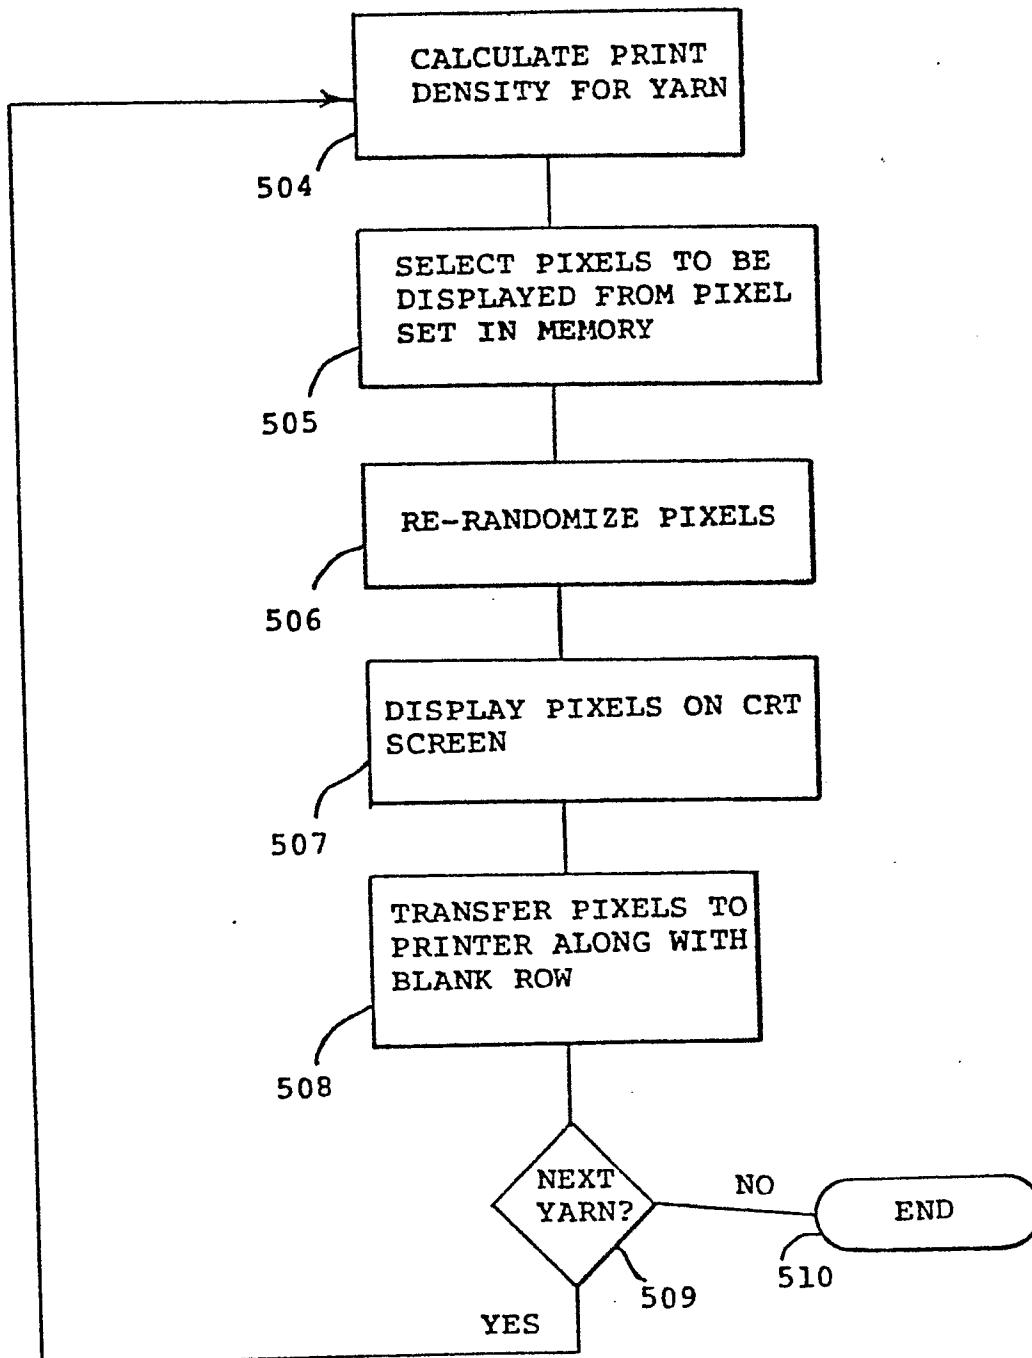 CALCULATE PRINT
DENSITY FOR YARN
504
SELECT PIXELS TO BE
DISPLAYED FROM PIXEL
SET IN MEMORY
505
RE-RANDOMIZE PIXELS
506
DISPLAY PIXELS ON CRT
SCREEN
507
TRANSFER PIXELS TO
PRINTER ALONG WITH
BLANK ROW
508
NEXT
YARN?
NO
END
509
510
YES